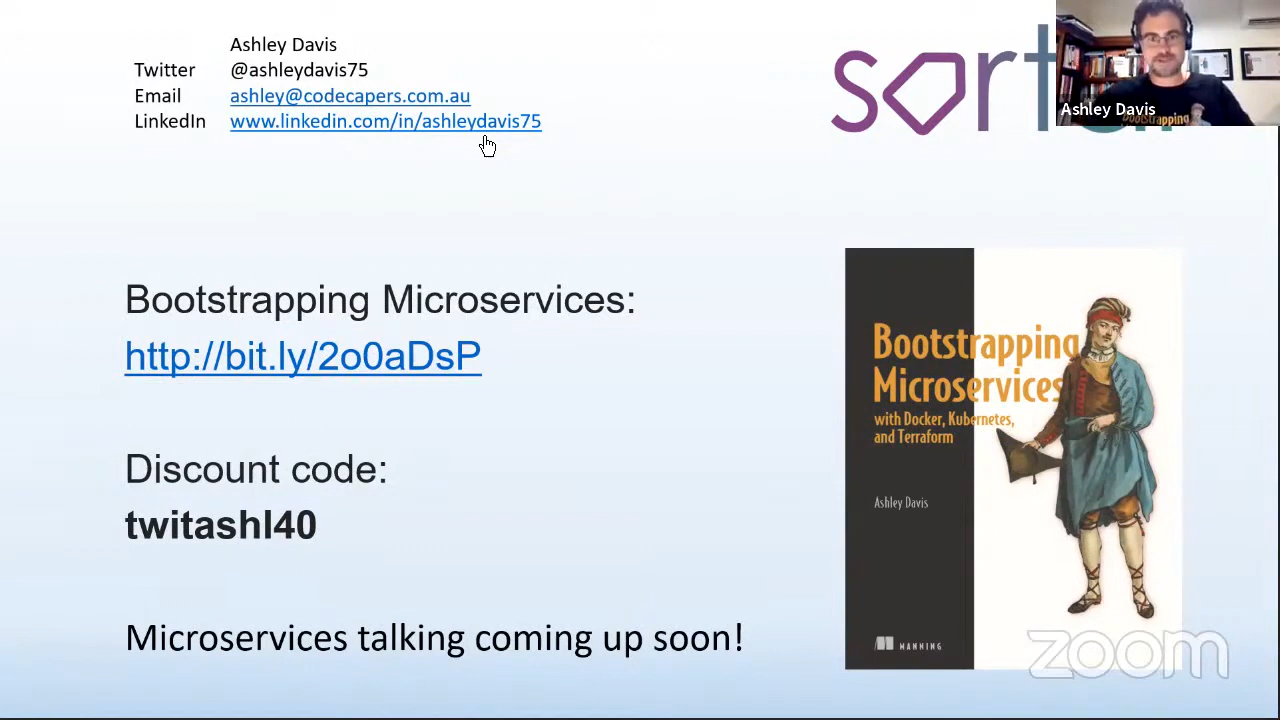 Ashley Davis
Twitter @ashleydavis75
Email ashley@codecapers.com.au
LinkedIn www.linkedin.com/in/ashleydavis75
Ashley Davis
Bootstrapping
Bootstrapping Microservices:
http://bit.ly/2o0aDsP
Discount code:
twitashl40
Microservices talking coming up soon!
Bootstrapping
Microservices
with Docker, Kubernetes,
and Terraform
Ashley Davis
MANNING
zoom